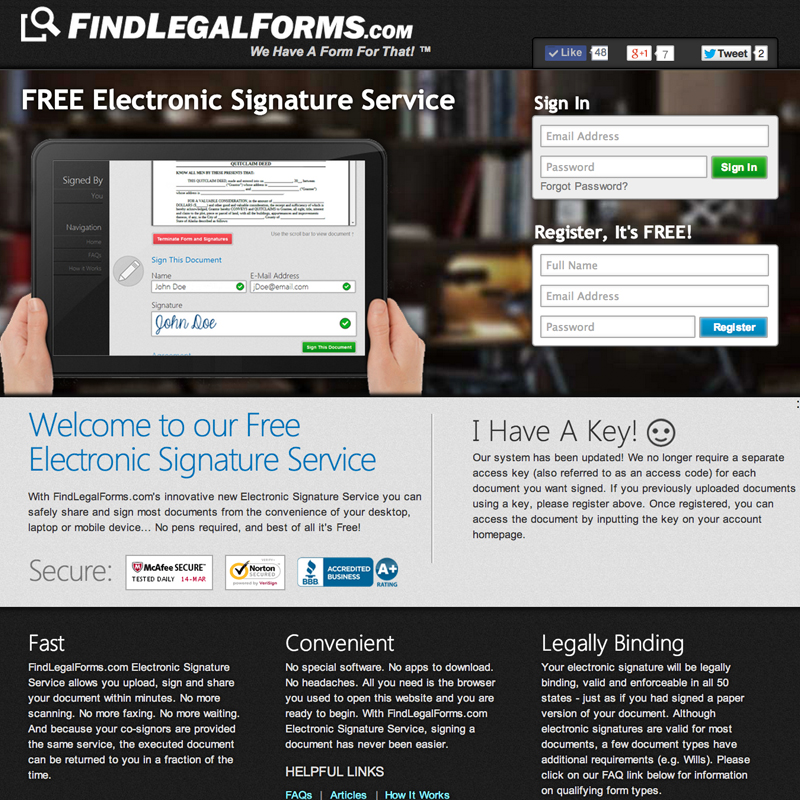 FINDLEGALFORMS.COM
We Have A Form For That! ™
Like 48
g+1 7
Tweet 2
FREE Electronic Signature Service
Sign In
Email Address
Password
Sign In
Forgot Password?
Register, It's FREE!
Full Name
Email Address
Password
Register
Signed By
You
Navigation
Home
FAQs
How it Works
QUITCLAIM DEED
KNOW ALL MEN BY THESE PRESENTS:
Terminate Form and Signatures
Use the scroll bar to view document
Sign This Document
Name
E-Mail Address
John Doe
jDoe@email.com
Signature
John Doe
Sign This Document
Welcome to our Free
Electronic Signature Service
With FindLegalForms.com's innovative new Electronic Signature Service you can
safely share and sign most documents from the convenience of your desktop,
laptop or mobile device... No pens required, and best of all it's Free!
Secure:
McAfee SECURE™
TESTED DAILY 14-MAR
Norton
SECURED
powered by VeriSign
BBB
ACCREDITED
BUSINESS
A+
RATING
I Have A Key!
Our system has been updated! We no longer require a separate
access key (also referred to as an access code) for each
document you want signed. If you previously uploaded documents
using a key, please register above. Once registered, you can
access the document by inputting the key on your account
homepage.
Fast
FindLegalForms.com Electronic Signature
Service allows you upload, sign and share
your document within minutes. No more
scanning. No more faxing. No more waiting.
And because your co-signors are provided
the same service, the executed document
can be returned to you in a fraction of the
time.
Convenient
No special software. No apps to download.
No headaches. All you need is the browser
you used to open this website and you are
ready to begin. With FindLegalForms.com
Electronic Signature Service, signing a
document has never been easier.
HELPFUL LINKS
FAQs | Articles | How It Works
Legally Binding
Your electronic signature will be legally
binding, valid and enforceable in all 50
states - just as if you had signed a paper
version of your document. Although
electronic signatures are valid for most
documents, a few document types have
additional requirements (e.g. Wills). Please
click on our FAQ link below for information
on qualifying form types.